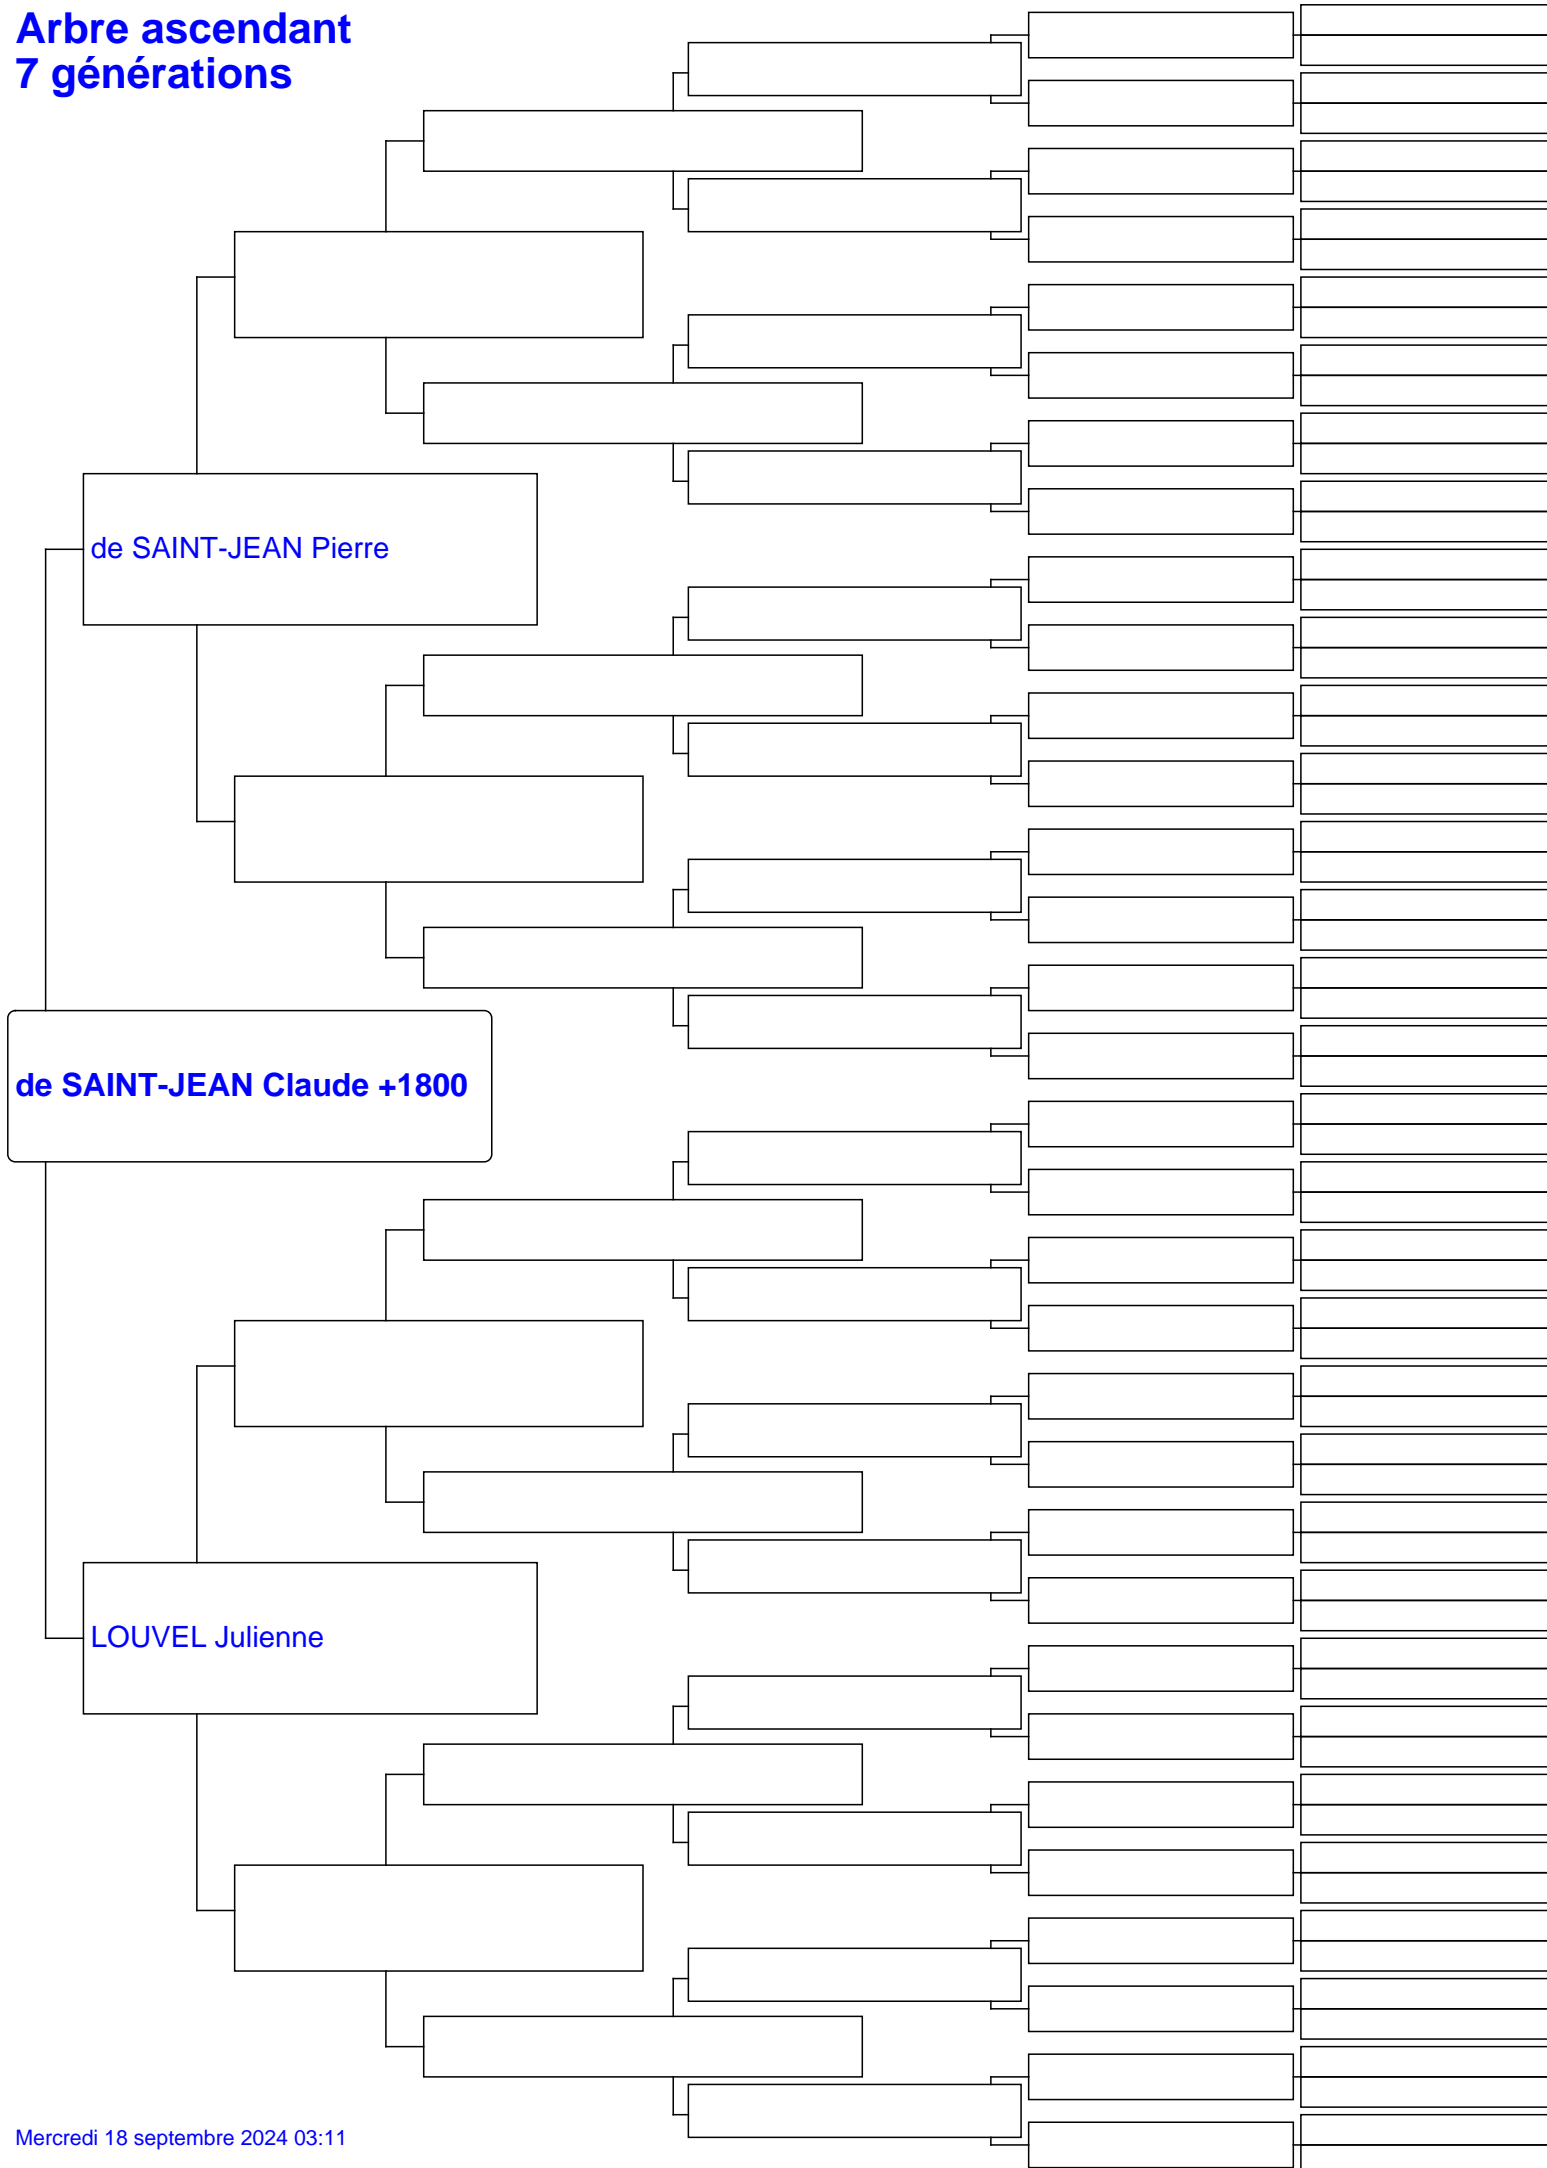 Arbre ascendant
7 générations
de SAINT-JEAN Pierre
de SAINT-JEAN Claude +1800
LOUVEL Julienne
Mercredi 18 septembre 2024 03:11